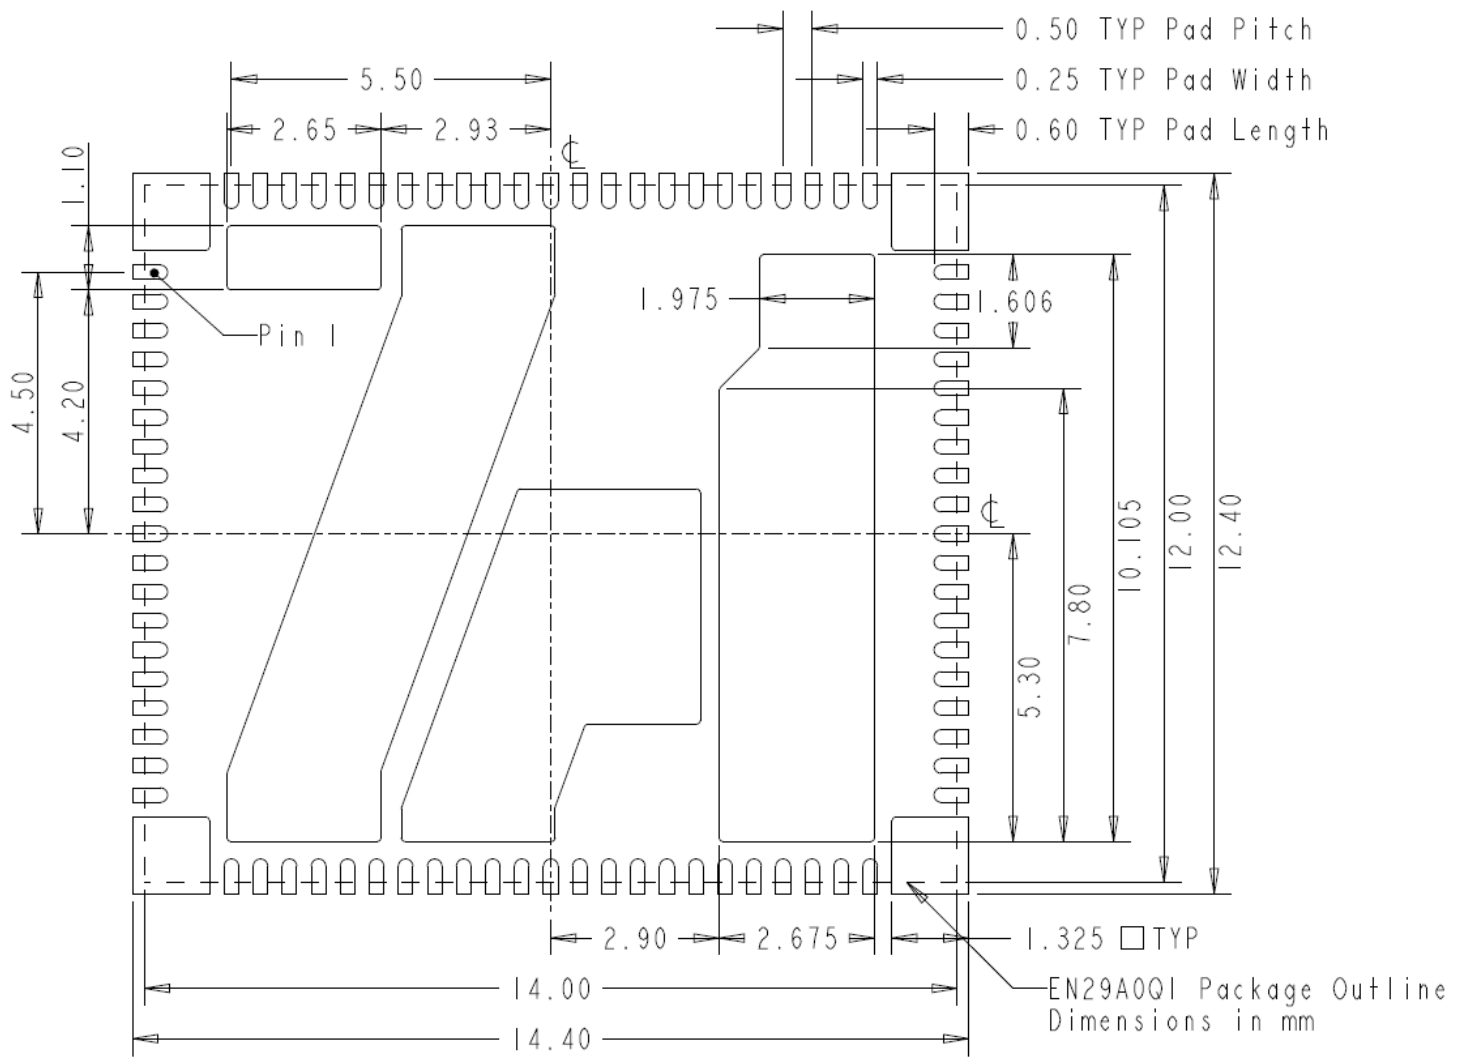 0.50 TYP Pad Pitch
5.50
0.25 TYP Pad Width
2.65
2.93
0.60 TYP Pad Length
℄
1.10
1.975
1.606
Pin 1
4.50
4.20
℄
10.105
12.00
12.40
7.80
5.30
2.90
2.675
1.325 □ TYP
14.00
EN29A0QI Package Outline
Dimensions in mm
14.40